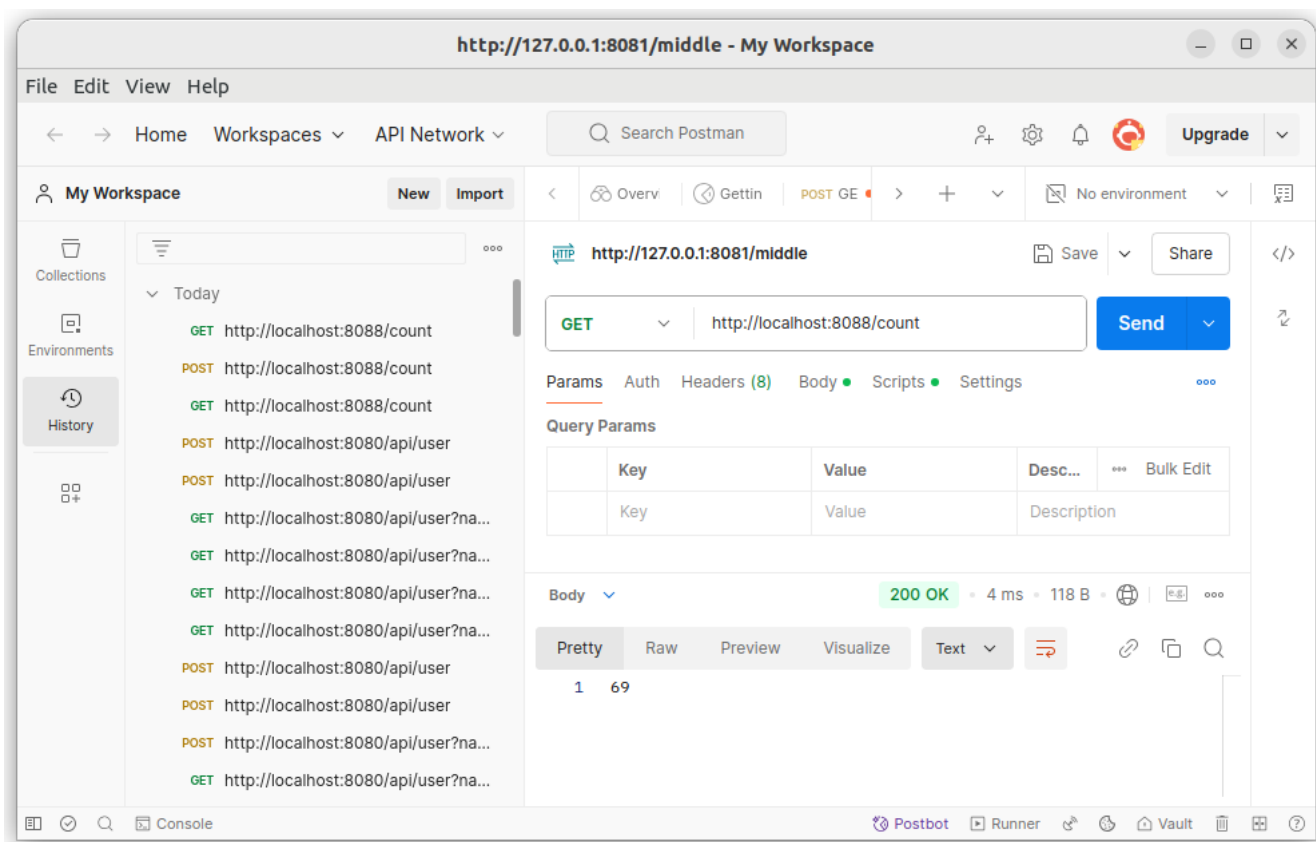 http://127.0.0.1:8081/middle - My Workspace
File Edit View Help
Home Workspaces API Network Search Postman Upgrade
My Workspace New Import Overvi Gettin POST GE No environment
Collections
Environments
History
Today
GET http://localhost:8088/count
POST http://localhost:8088/count
GET http://localhost:8088/count
POST http://localhost:8080/api/user
POST http://localhost:8080/api/user
GET http://localhost:8080/api/user?na...
GET http://localhost:8080/api/user?na...
GET http://localhost:8080/api/user?na...
GET http://localhost:8080/api/user?na...
POST http://localhost:8080/api/user
POST http://localhost:8080/api/user
POST http://localhost:8080/api/user?na...
GET http://localhost:8080/api/user?na...
HTTP http://127.0.0.1:8081/middle Save Share
GET http://localhost:8088/count Send
Params Auth Headers (8) Body Scripts Settings
Query Params
Key Value Desc... Bulk Edit
Key Value Description
Body 200 OK 4 ms 118 B e.g.
Pretty Raw Preview Visualize Text
1 69
Console Postbot Runner Vault